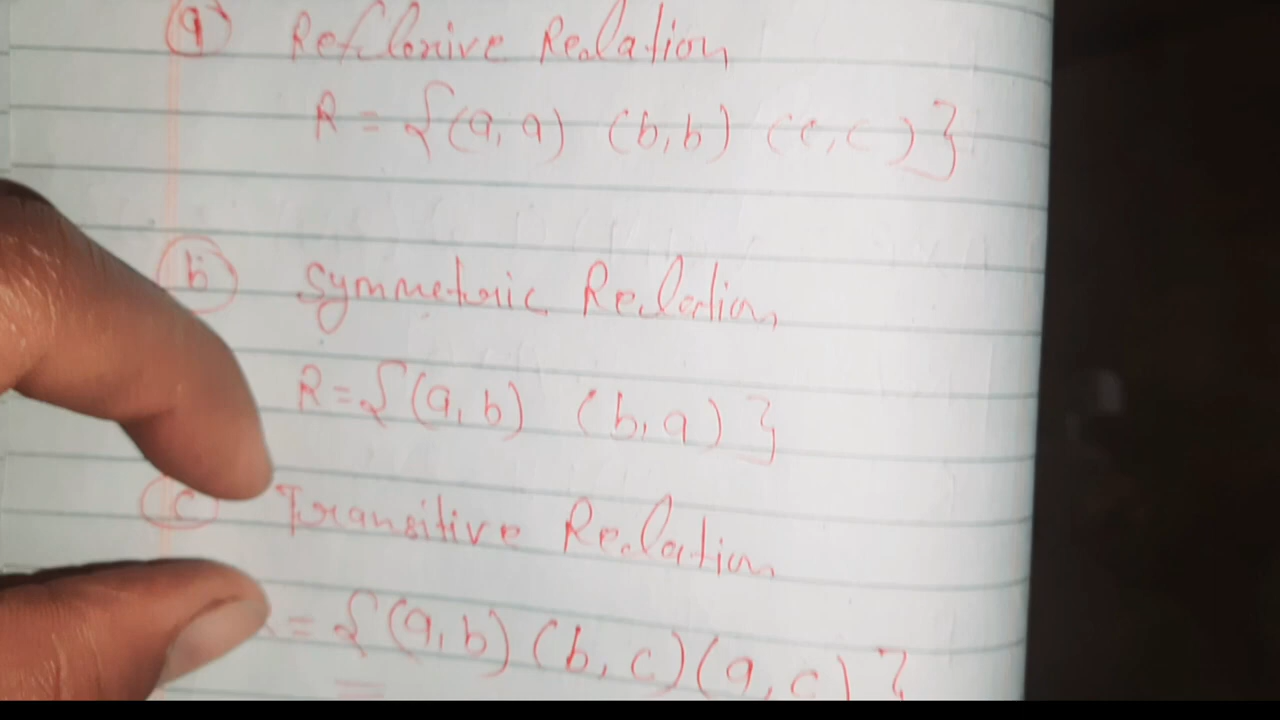 (a) Reflexive Relation
R = {(a, a) (b, b) (c, c)}
(b) Symmetric Relation
R = {(a, b) (b, a)}
(c) Transitive Relation
= {(a, b) (b, c) (a, c)}